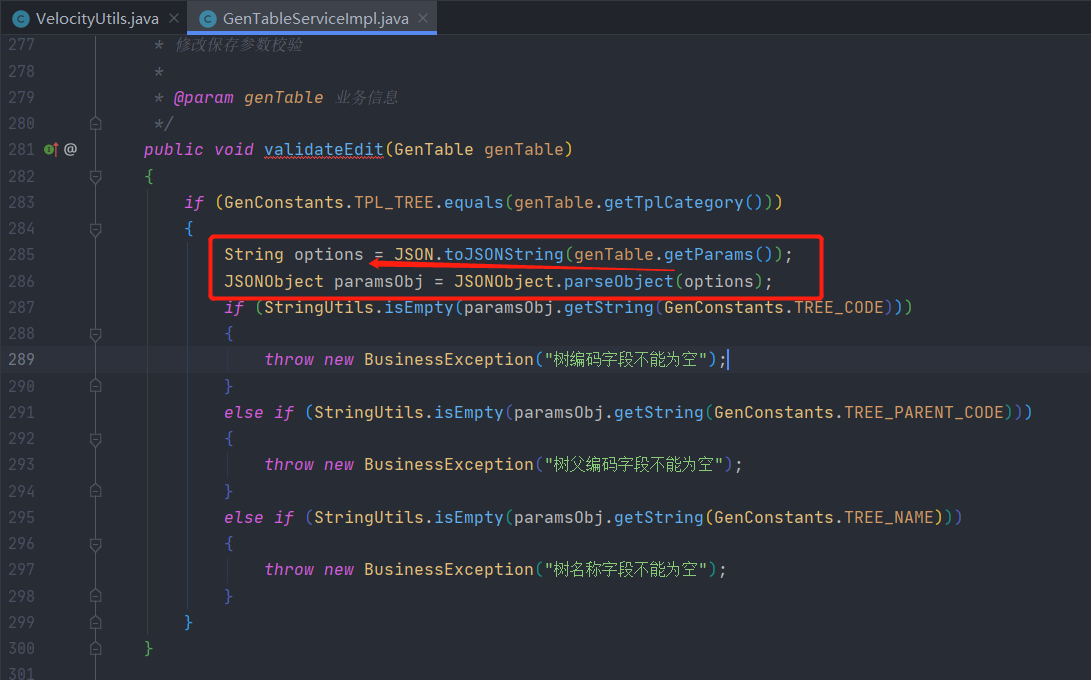 VelocityUtils.java GenTableServiceImpl.java
277 * 修改保存参数校验
278 *
279 * @param genTable 业务信息
280 */
281 @ public void validateEdit(GenTable genTable)
282 {
283 if (GenConstants.TPL_TREE.equals(genTable.getTplCategory()))
284 {
285 String options = JSON.toJSONString(genTable.getParams());
286 JSONObject paramsObj = JSONObject.parseObject(options);
287 if (StringUtils.isEmpty(paramsObj.getString(GenConstants.TREE_CODE)))
288 {
289 throw new BusinessException("树编码字段不能为空");
290 }
291 else if (StringUtils.isEmpty(paramsObj.getString(GenConstants.TREE_PARENT_CODE)))
292 {
293 throw new BusinessException("树父编码字段不能为空");
294 }
295 else if (StringUtils.isEmpty(paramsObj.getString(GenConstants.TREE_NAME)))
296 {
297 throw new BusinessException("树名称字段不能为空");
298 }
299 }
300 }
301